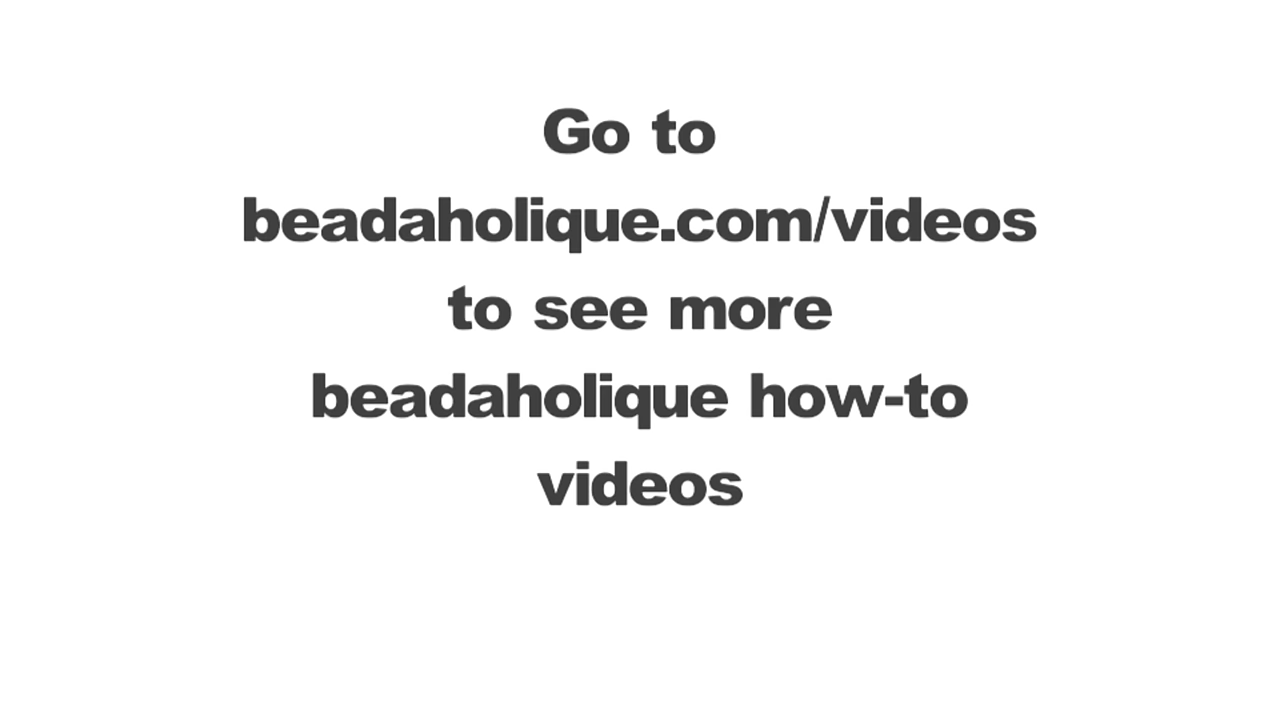 Go to
beadaholique.com/videos
to see more
beadaholique how-to
videos